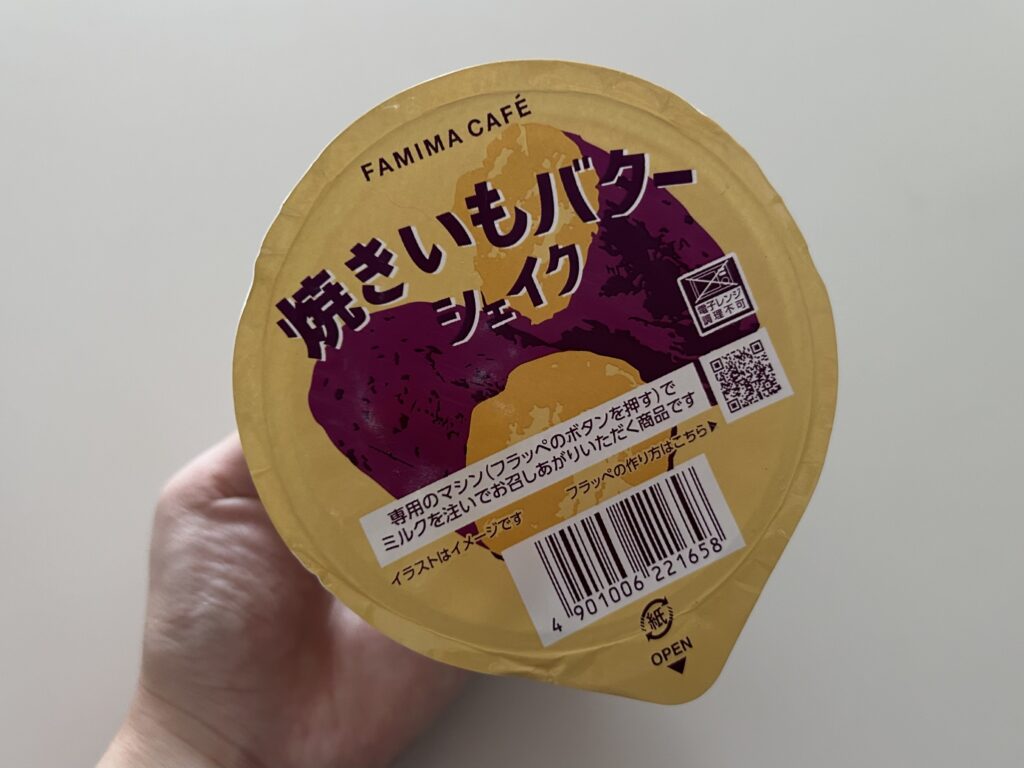 FAMIMA CAFÉ
焼きいもバター
シェイク
電子レンジ
調理不可
専用のマシン(フラッペのボタンを押す)で
ミルクを注いでお召しあがりいただく商品です
イラストはイメージです
フラッペの作り方はこちら▶
4 901006 221658
紙
OPEN
▼